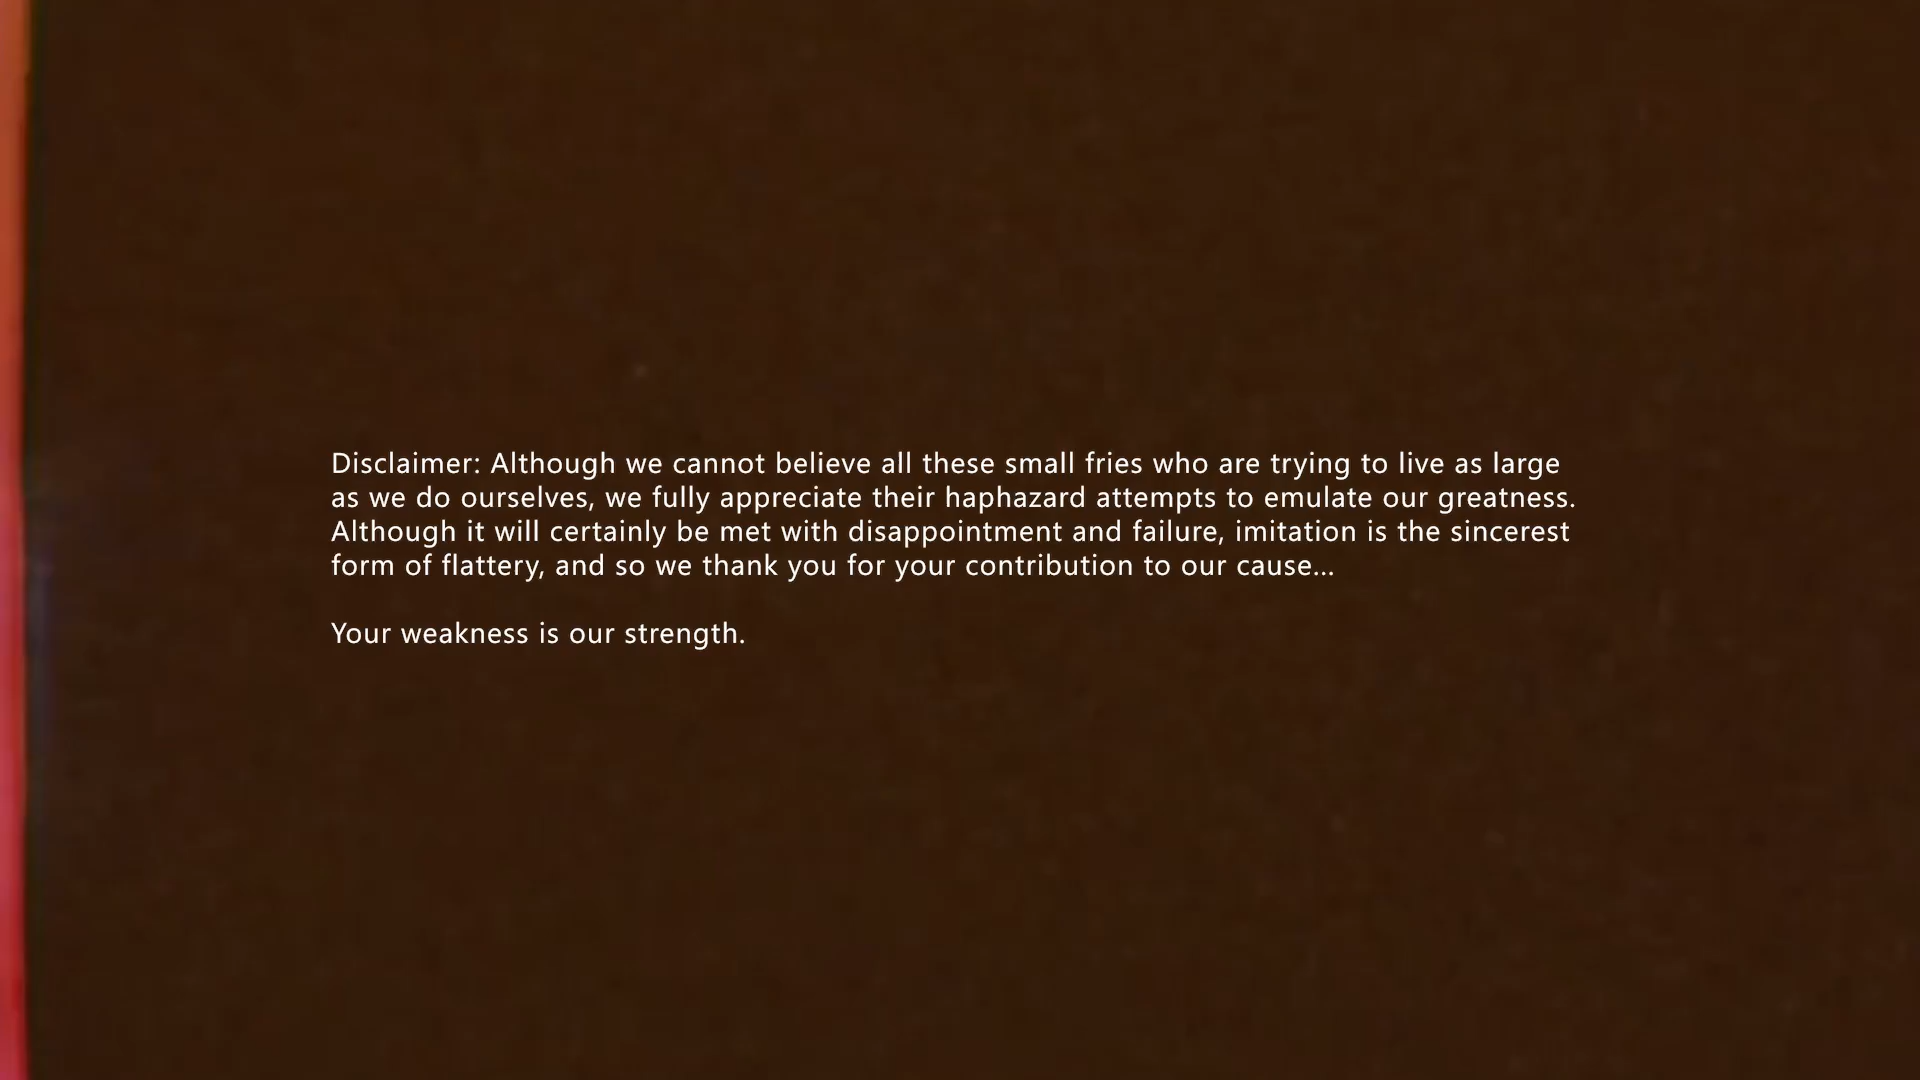 Disclaimer: Although we cannot believe all these small fries who are trying to live as large
as we do ourselves, we fully appreciate their haphazard attempts to emulate our greatness.
Although it will certainly be met with disappointment and failure, imitation is the sincerest
form of flattery, and so we thank you for your contribution to our cause...
Your weakness is our strength.